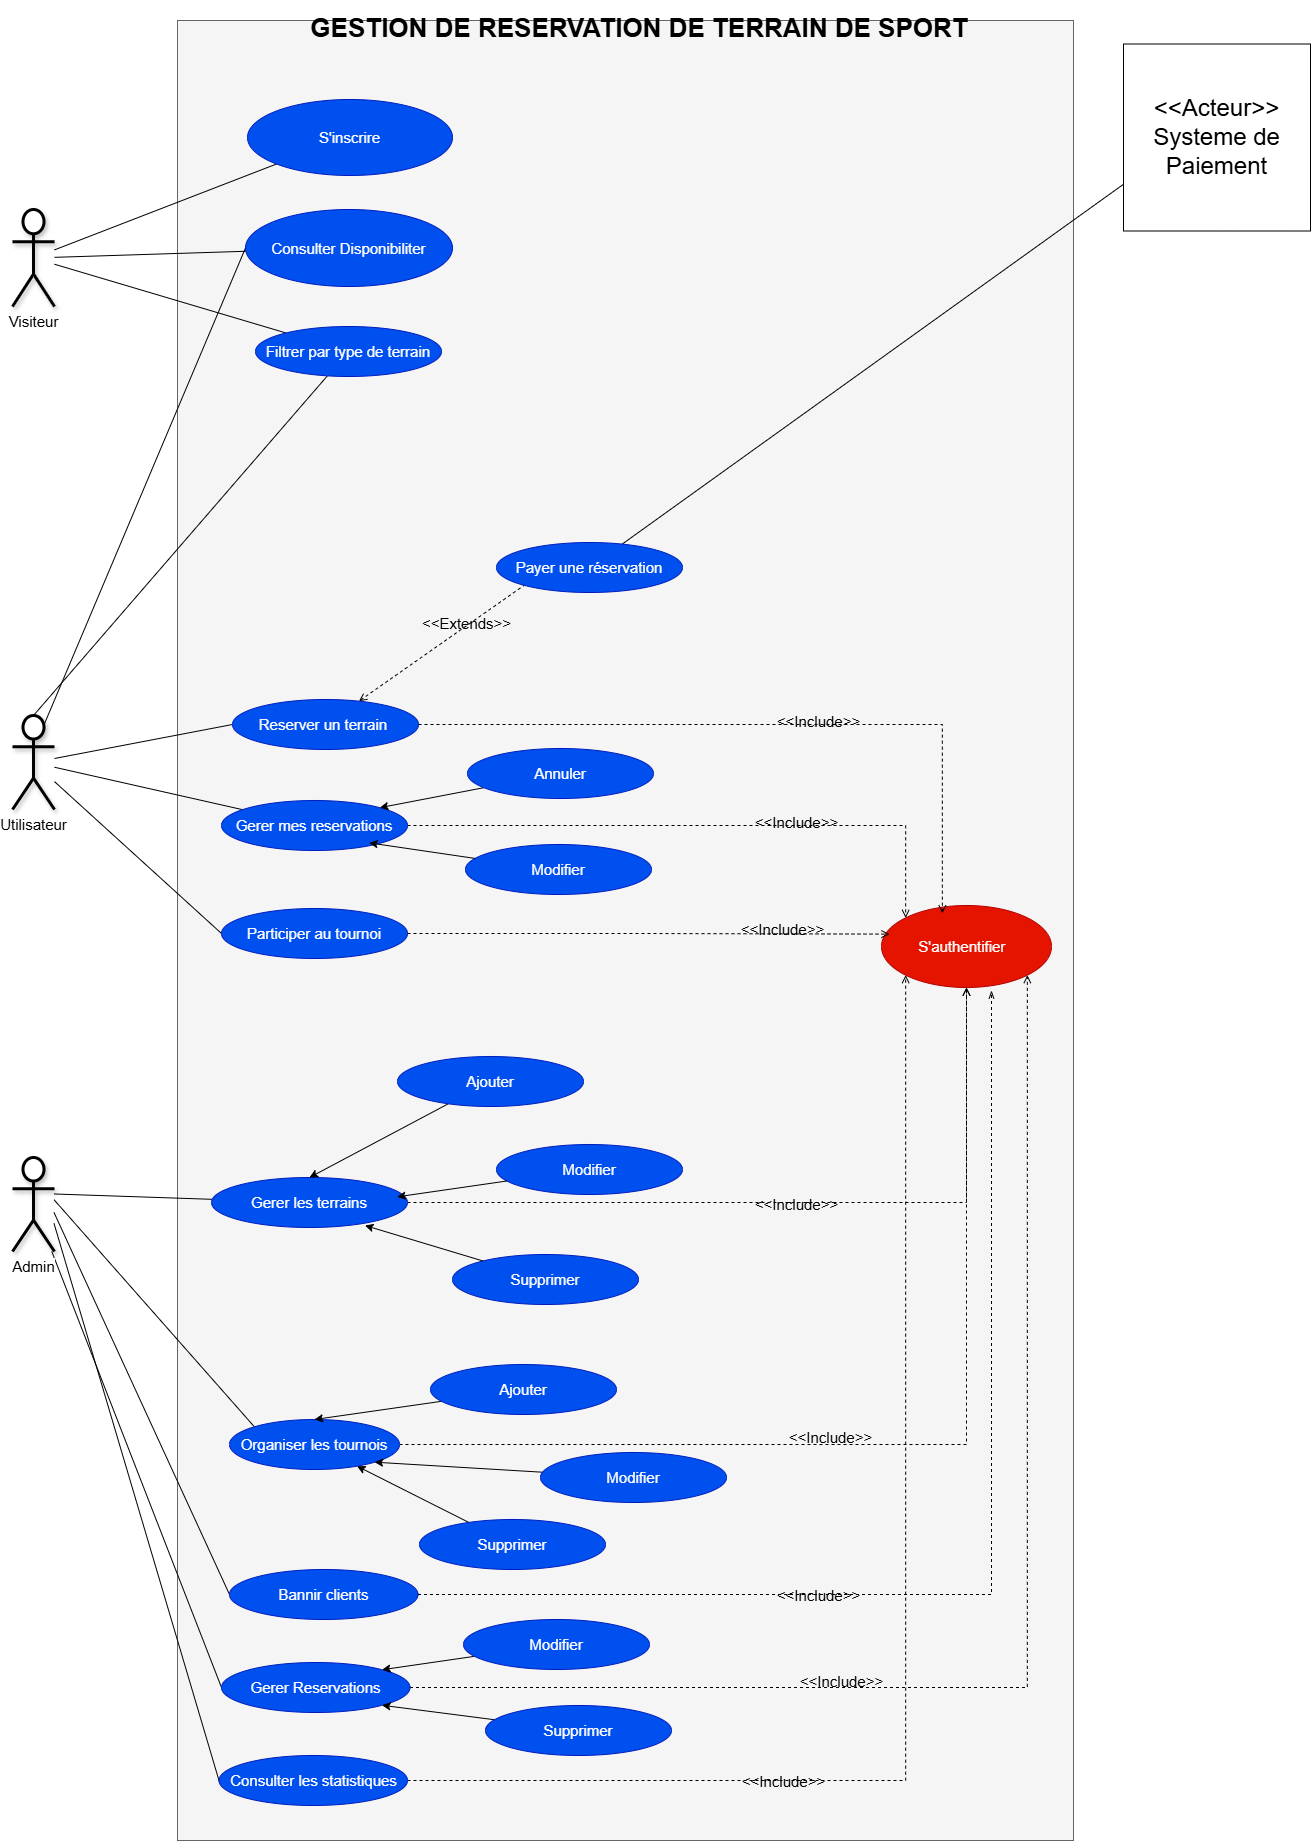 GESTION DE RESERVATION DE TERRAIN DE SPORT
<<Acteur>>
Systeme de
Paiement
S'inscrire
Consulter Disponibiliter
Visiteur
Filtrer par type de terrain
Payer une réservation
<<Extends>>
Reserver un terrain
<<Include>>
Annuler
Utilisateur
Gerer mes reservations
<<Include>>
Modifier
Participer au tournoi
<<Include>>
S'authentifier
Ajouter
Modifier
Admin
Gerer les terrains
<<Include>>
Supprimer
Ajouter
Organiser les tournois
<<Include>>
Modifier
Supprimer
Bannir clients
<<Include>>
Modifier
Gerer Reservations
<<Include>>
Supprimer
Consulter les statistiques
<<Include>>